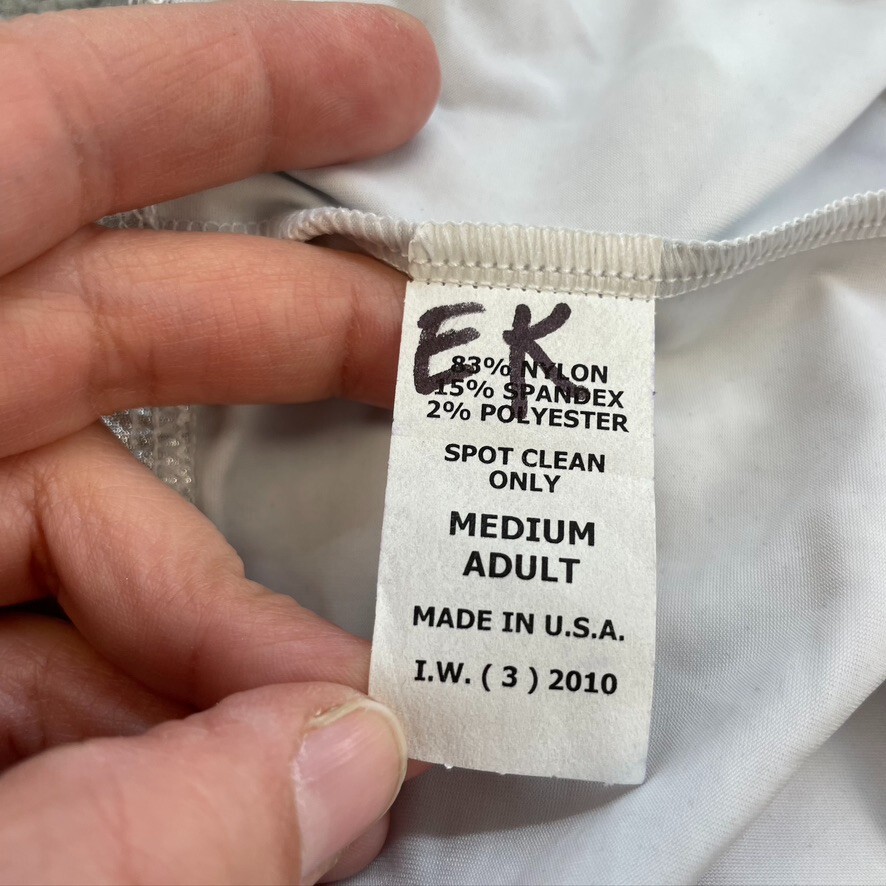 EK
83% NYLON
15% SPANDEX
2% POLYESTER
SPOT CLEAN
ONLY
MEDIUM
ADULT
MADE IN U.S.A.
I.W. ( 3 ) 2010